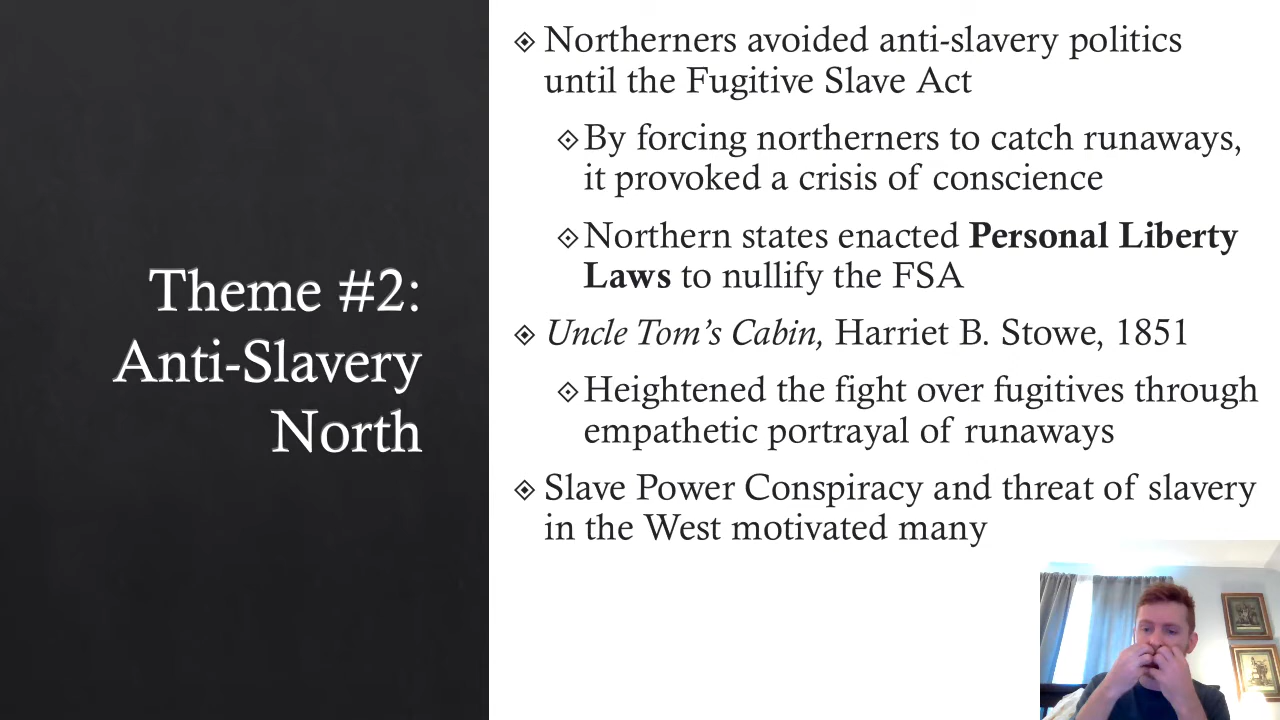 Theme #2:
Anti-Slavery
North
Northerners avoided anti-slavery politics
until the Fugitive Slave Act
By forcing northerners to catch runaways,
it provoked a crisis of conscience
Northern states enacted Personal Liberty
Laws to nullify the FSA
Uncle Tom’s Cabin, Harriet B. Stowe, 1851
Heightened the fight over fugitives through
empathetic portrayal of runaways
Slave Power Conspiracy and threat of slavery
in the West motivated many